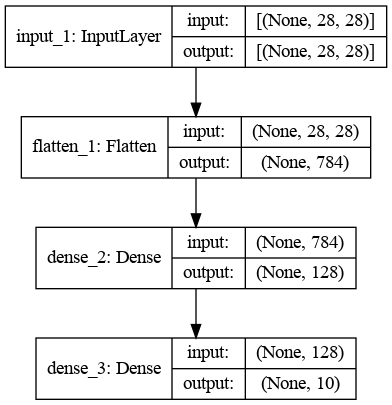 input_1: InputLayer
input: [(None, 28, 28)]
output: [(None, 28, 28)]
flatten_1: Flatten
input: (None, 28, 28)
output: (None, 784)
dense_2: Dense
input: (None, 784)
output: (None, 128)
dense_3: Dense
input: (None, 128)
output: (None, 10)